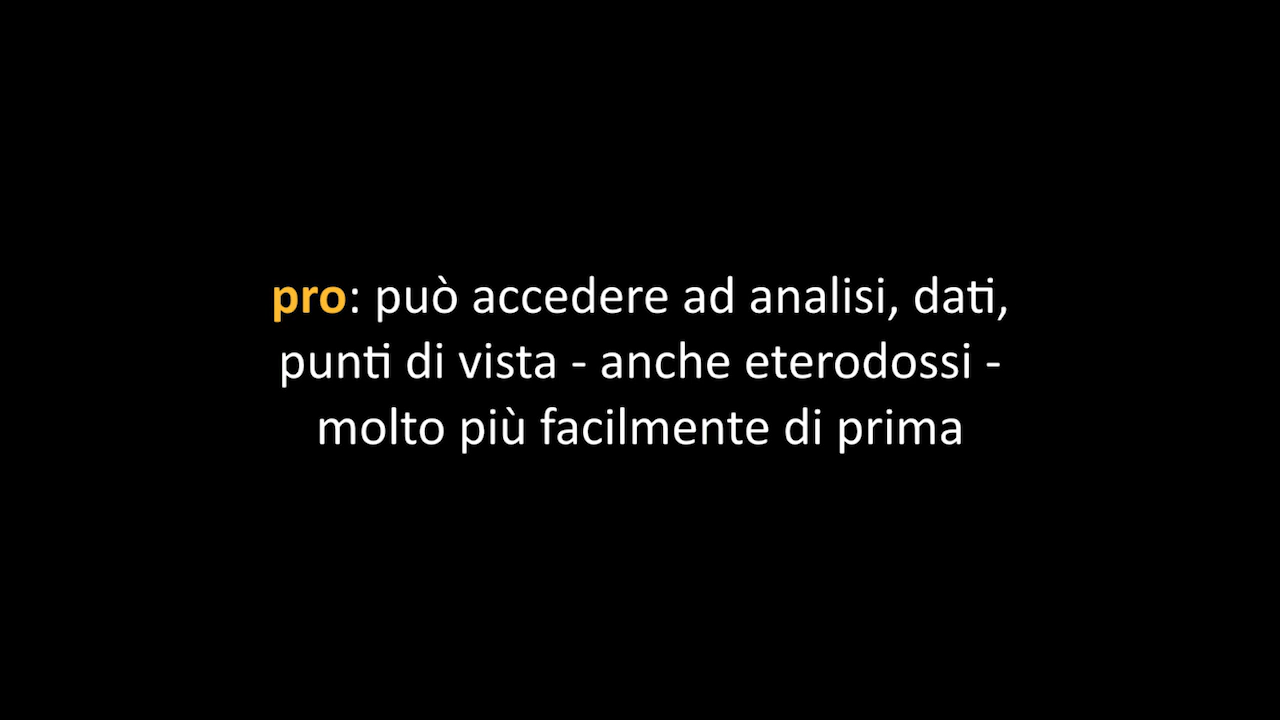 pro: può accedere ad analisi, dati,
punti di vista - anche eterodossi -
molto più facilmente di prima